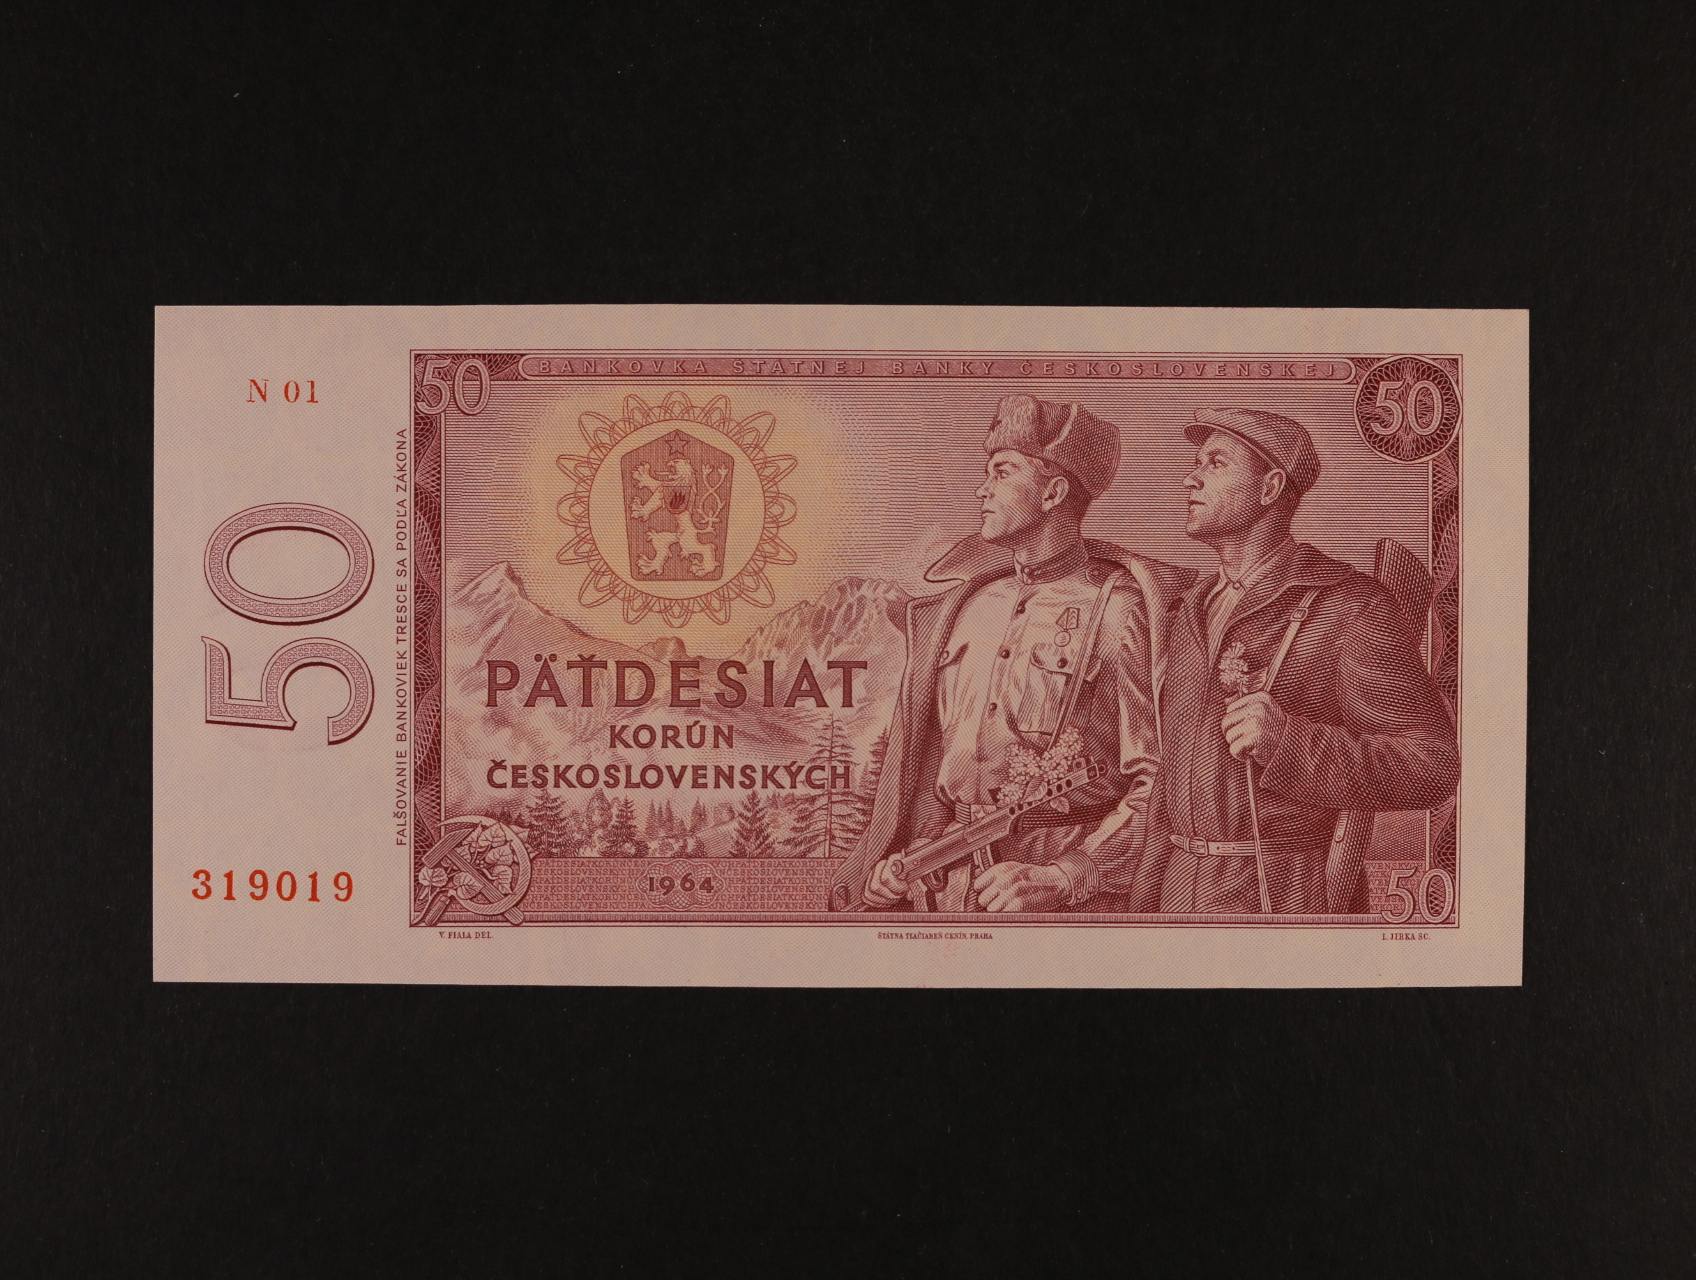 N 01
50
FALŠOVANIE BANKOVIEK TRESCE SA PODĽA ZÁKONA
319019
50
BANKOVKA ŠTÁTNEJ BANKY ČESKOSLOVENSKEJ
50
PÄŤDESIAT
KORÚN
ČESKOSLOVENSKÝCH
1964
50
V. FIALA DEL.
ŠTÁTNA TLAČIAREŇ CENÍN, PRAHA
L. JIRKA SC.